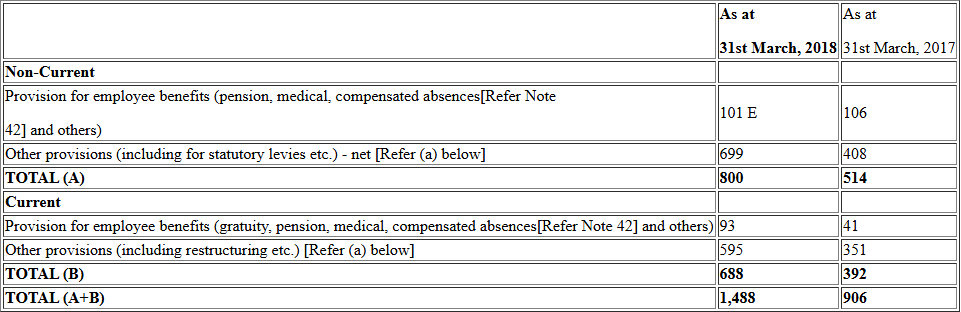 As at As at
31st March, 2018 31st March, 2017
Non-Current
Provision for employee benefits (pension, medical, compensated absences[Refer Note
42] and others) 101 E 106
Other provisions (including for statutory levies etc.) - net [Refer (a) below] 699 408
TOTAL (A) 800 514
Current
Provision for employee benefits (gratuity, pension, medical, compensated absences[Refer Note 42] and others) 93 41
Other provisions (including restructuring etc.) [Refer (a) below] 595 351
TOTAL (B) 688 392
TOTAL (A+B) 1,488 906